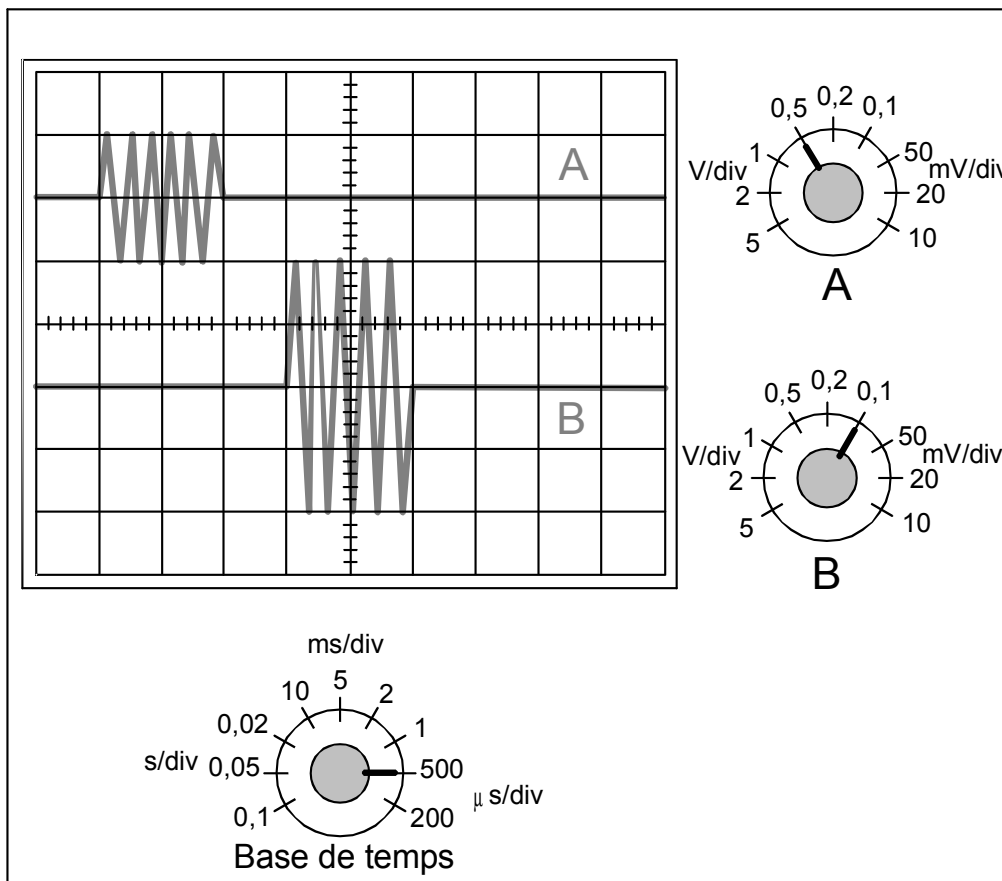 A
B
0,5 0,2 0,1
1 50
V/div mV/div
2 20
5 10
A
0,5 0,2 0,1
1 50
V/div mV/div
2 20
5 10
B
ms/div
10 5 2
0,02 1
s/div 0,05 500
μ s/div
0,1 200
Base de temps